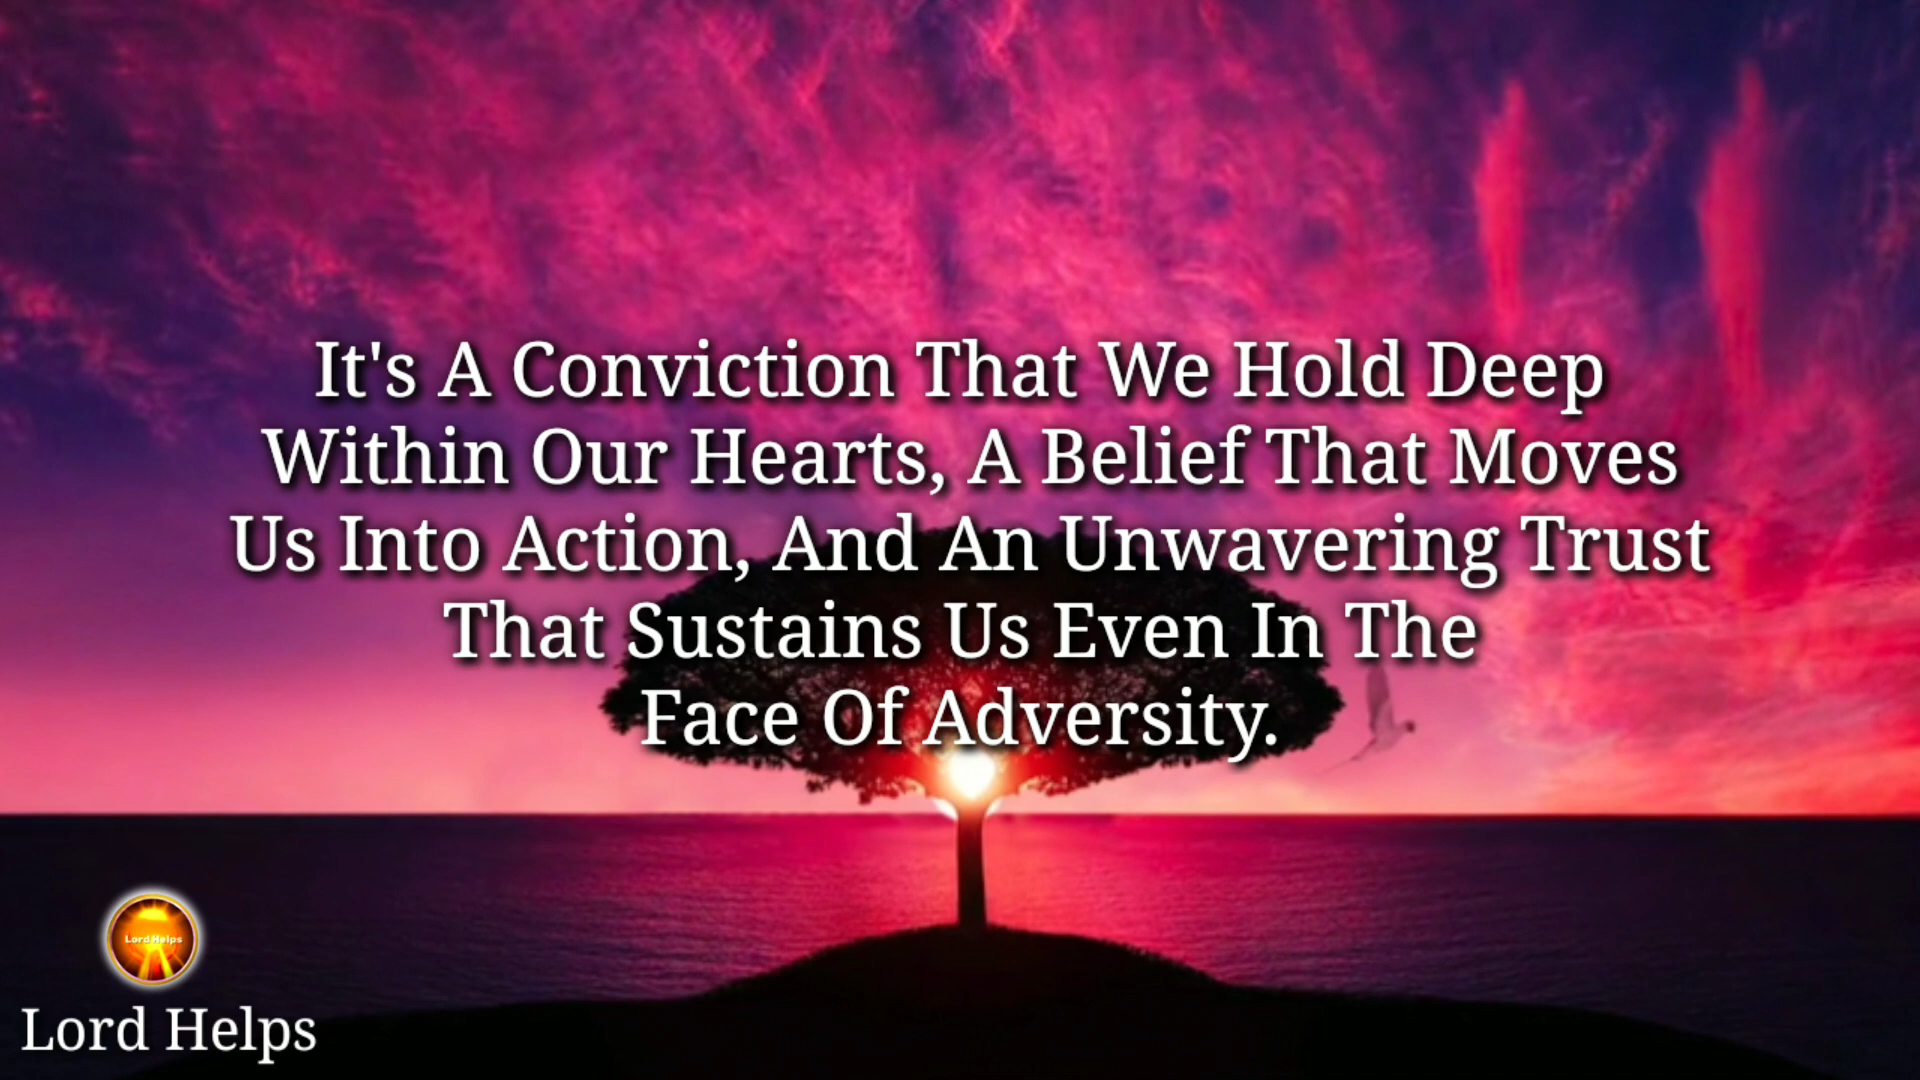 It's A Conviction That We Hold Deep
Within Our Hearts, A Belief That Moves
Us Into Action, And An Unwavering Trust
That Sustains Us Even In The
Face Of Adversity.
Lord Helps
Lord Helps